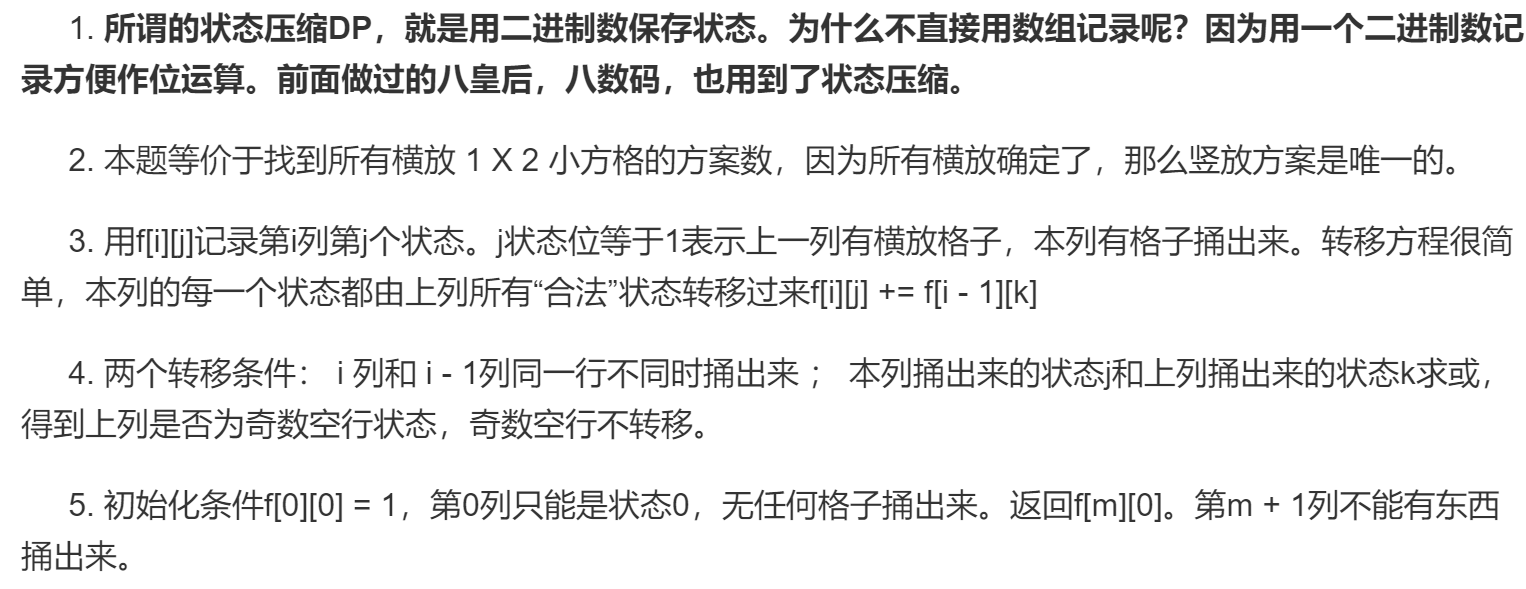 1. 所谓的状态压缩DP，就是用二进制数保存状态。为什么不直接用数组记录呢？因为用一个二进制数记
录方便作位运算。前面做过的八皇后，八数码，也用到了状态压缩。
2. 本题等价于找到所有横放 1 X 2 小方格的方案数，因为所有横放确定了，那么竖放方案是唯一的。
3. 用f[i][j]记录第i列第j个状态。j状态位等于1表示上一列有横放格子，本列有格子捅出来。转移方程很简
单，本列的每一个状态都由上列所有“合法”状态转移过来f[i][j] += f[i - 1][k]
4. 两个转移条件： i 列和 i - 1列同一行不同时捅出来 ； 本列捅出来的状态j和上列捅出来的状态k求或，
得到上列是否为奇数空行状态，奇数空行不转移。
5. 初始化条件f[0][0] = 1，第0列只能是状态0，无任何格子捅出来。返回f[m][0]。第m + 1列不能有东西
捅出来。